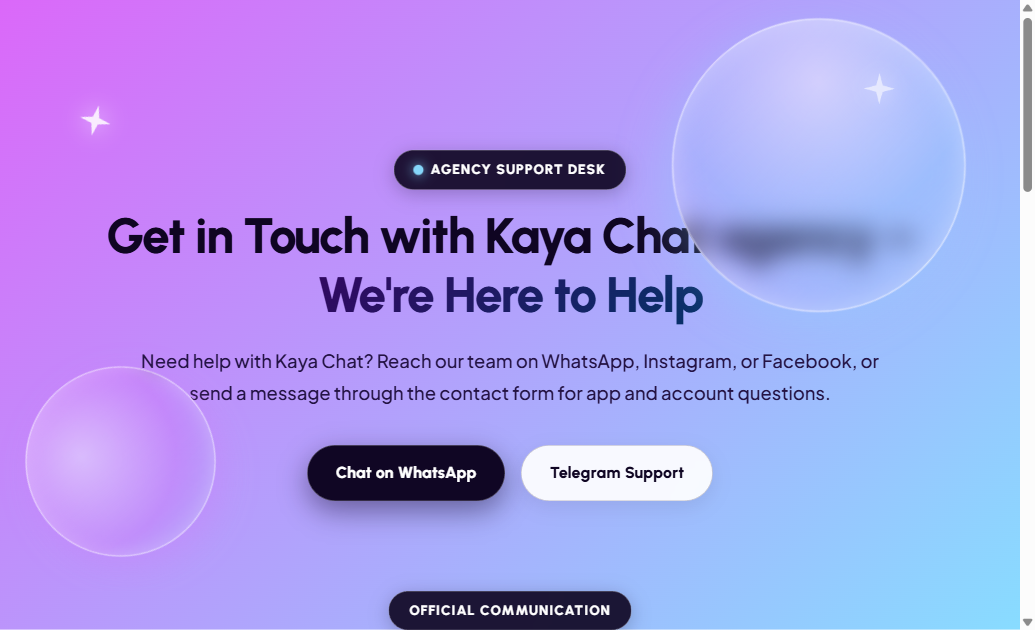 AGENCY SUPPORT DESK
Get in Touch with Kaya Chat
We're Here to Help
Need help with Kaya Chat? Reach our team on WhatsApp, Instagram, or Facebook, or
send a message through the contact form for app and account questions.
Chat on WhatsApp
Telegram Support
OFFICIAL COMMUNICATION